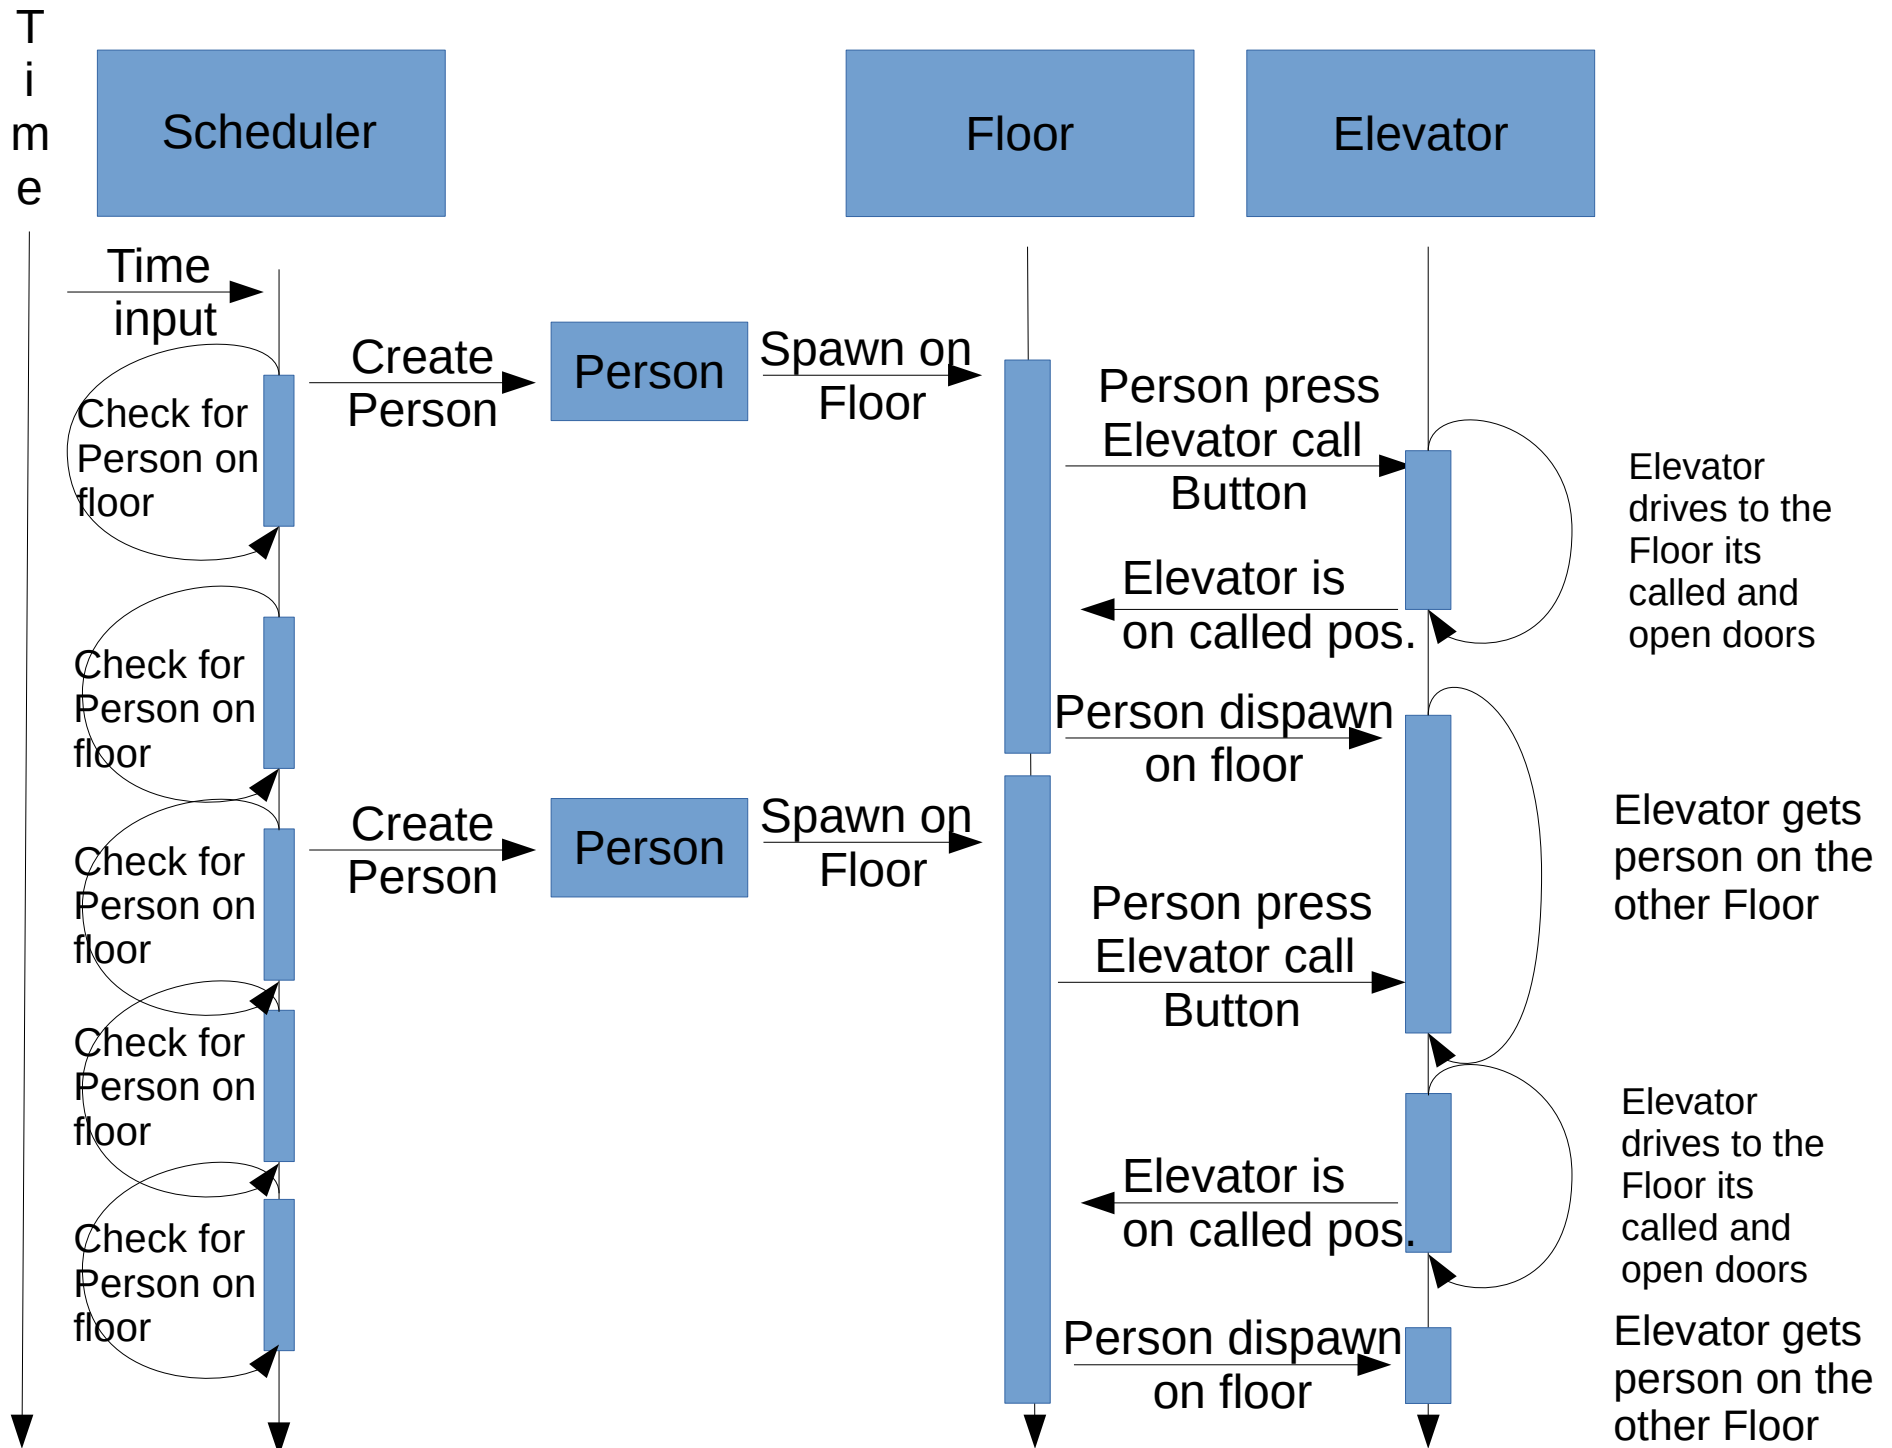 T
i
m
e
Scheduler
Floor
Elevator
Time
input
Create
Person
Person
Spawn on
Floor
Check for
Person on
floor
Person press
Elevator call
Button
Elevator
drives to the
Floor its
called and
open doors
Elevator is
on called pos.
Check for
Person on
floor
Person dispawn
on floor
Create
Person
Person
Spawn on
Floor
Elevator gets
person on the
other Floor
Check for
Person on
floor
Person press
Elevator call
Button
Check for
Person on
floor
Elevator
drives to the
Floor its
called and
open doors
Elevator is
on called pos.
Check for
Person on
floor
Person dispawn
on floor
Elevator gets
person on the
other Floor